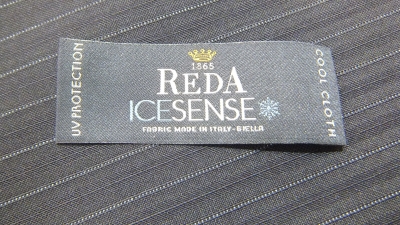 UV PROTECTION
1865
REDA
ICESENSE
FABRIC MADE IN ITALY-BIELLA
COOL CLOTH